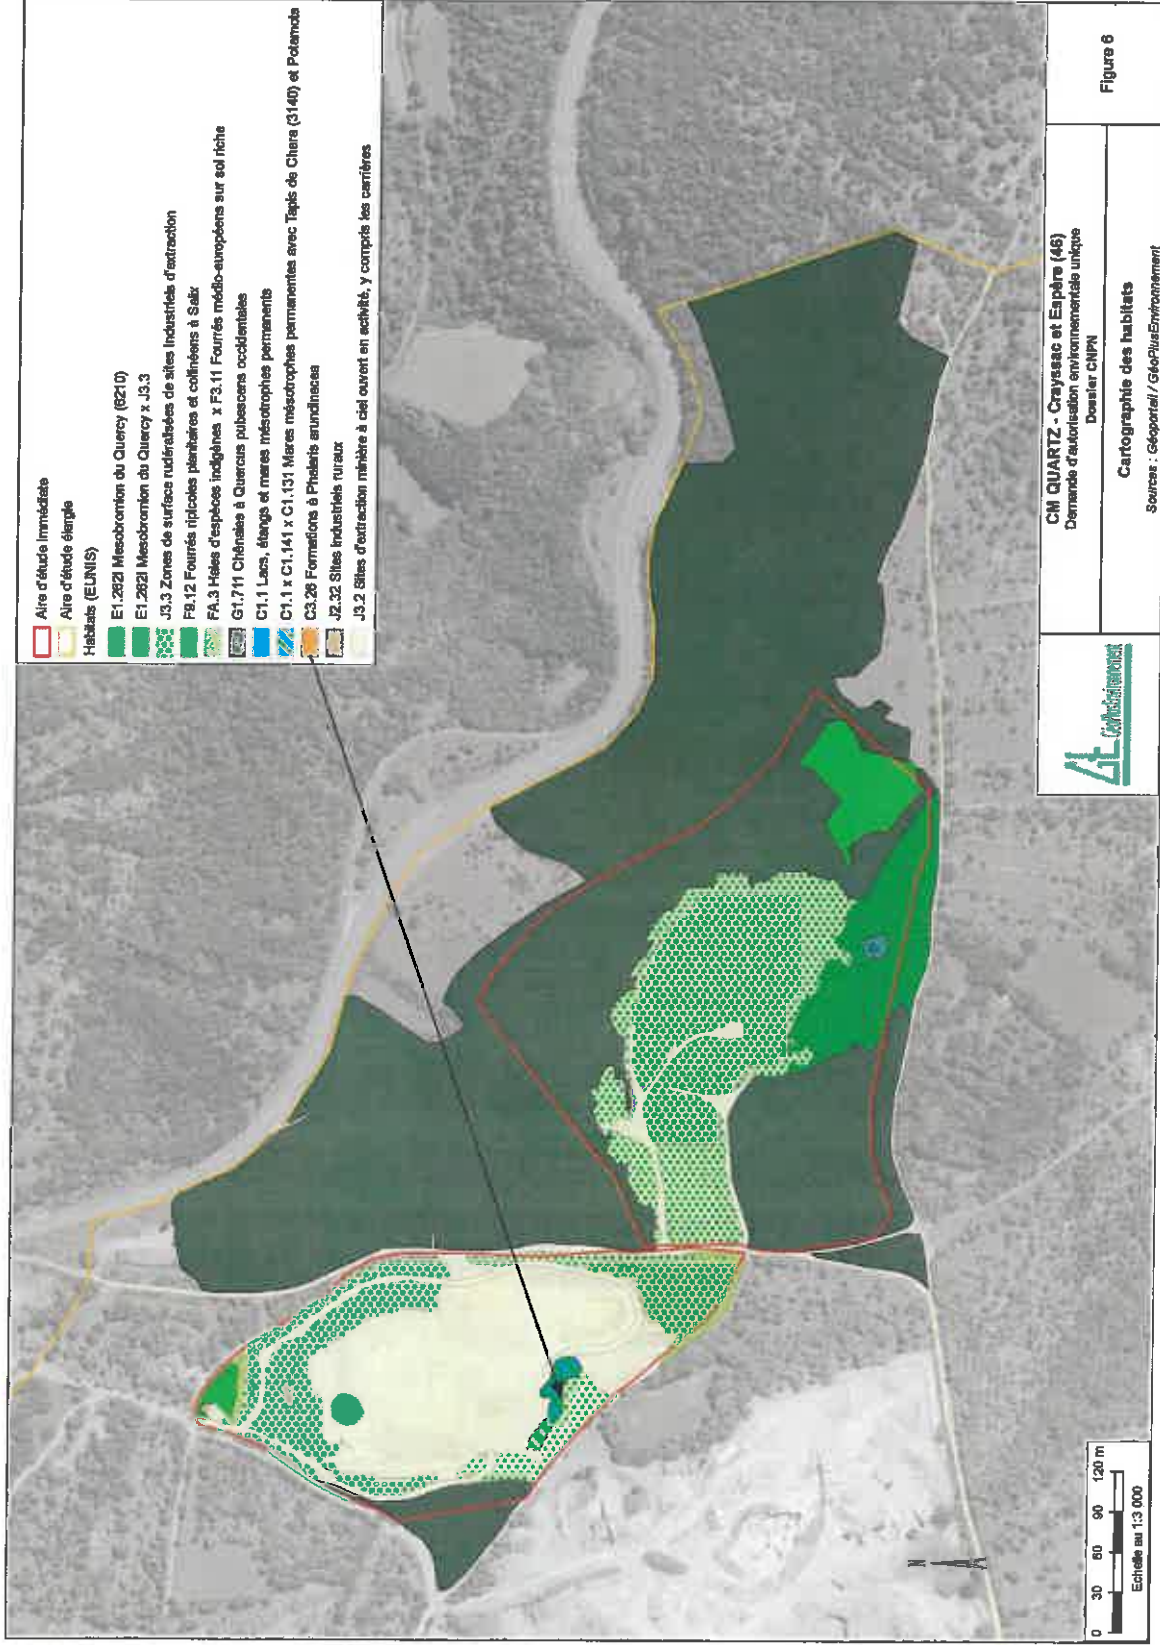 Aire d'étude immédiate
Aire d'étude élargie
Habitats (EUNIS)
E1.262I Mesobromion du Quercy (6210)
E1.262I Mesobromion du Quercy x J3.3
J3.3 Zones de surface rudéralisées de sites industriels d'extraction
F9.12 Fourrés ripicoles planitiaires et collinéens à Salix
FA.3 Haies d'espèces indigènes x F3.11 Fourrés médio-européens sur sol riche
G1.711 Chênaies à Quercus pubescens occidentales
C1.1 Lacs, étangs et mares mésotrophes permanents
C1.1 x C1.141 x C1.131 Mares mésotrophes permanentes avec Tapis de Chara (3140) et Potamots
C3.26 Formations à Phalaris arundinacea
J2.32 Sites industriels ruraux
J3.2 Sites d'extraction minière à ciel ouvert en activité, y compris les carrières
N
0 30 60 90 120 m
Echelle au 1:3 000
GéoPlusEnvironnement
CM QUARTZ - Crayssac et Espère (46)
Demande d'autorisation environnementale unique
Dossier CNPN
Cartographie des habitats
Sources : Géoportail / GéoPlusEnvironnement
Figure 6